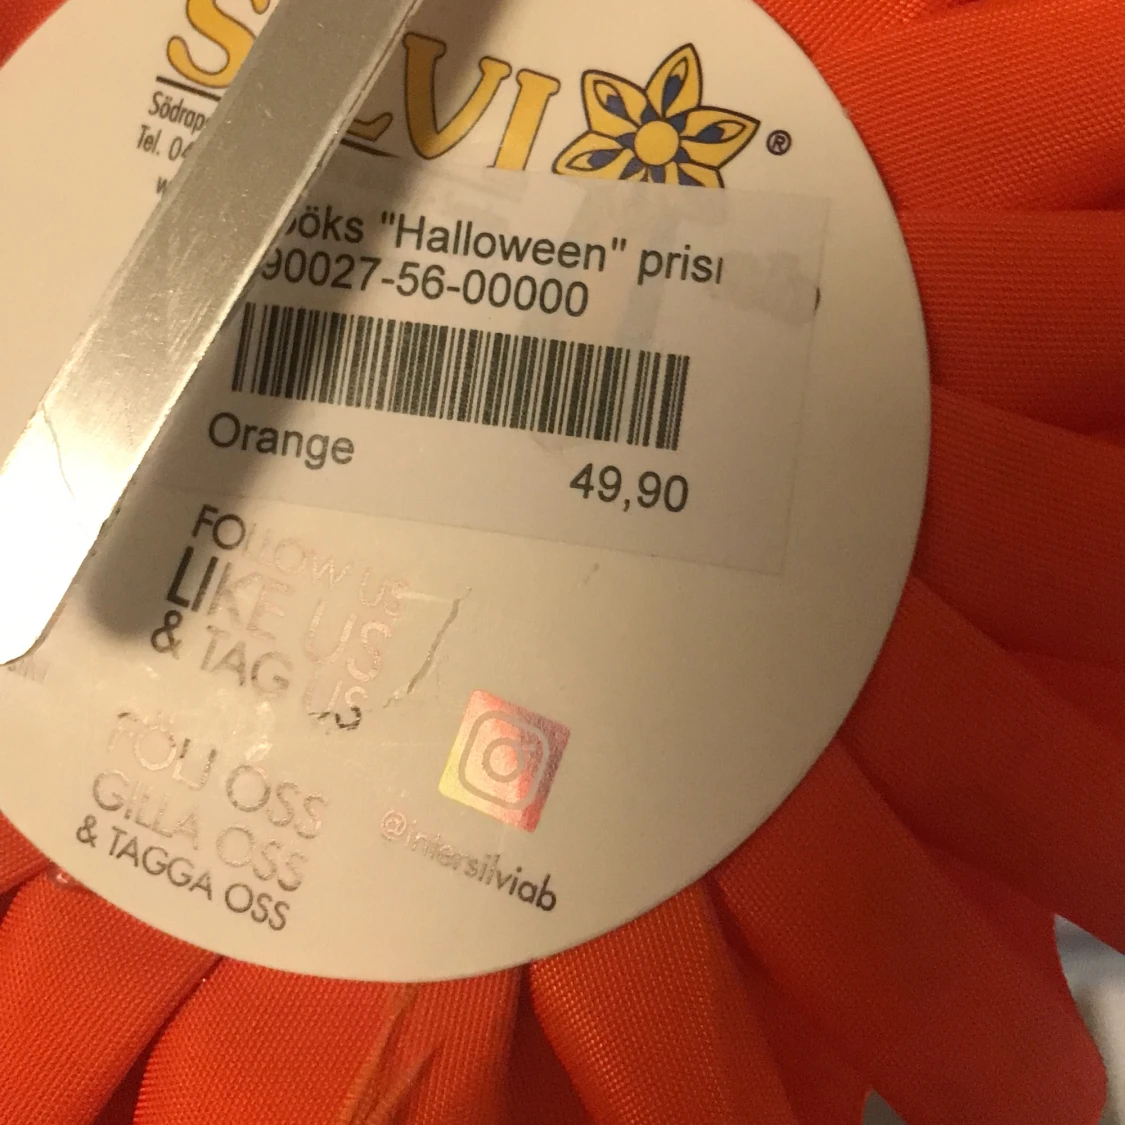 ®
Tel.
"Halloween"
90027-56-00000
Orange
49,90
FOLLOW US
LIKE US
& TAG US
FÖLJ OSS
GILLA OSS
& TAGGA OSS
@intersilviab